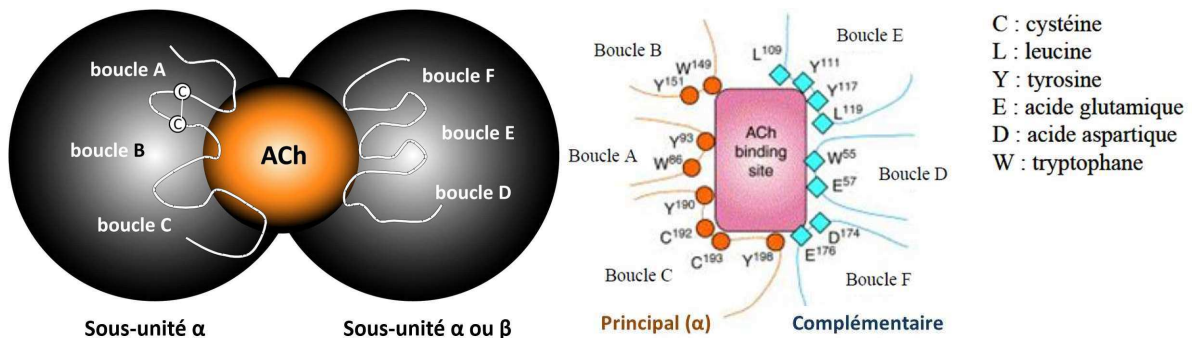 boucle A
C
C
boucle B
boucle C
ACh
boucle F
boucle E
boucle D
Sous-unité α
Sous-unité α ou β
Boucle B
W149
Y151
Boucle A
Y93
W86
Y190
C192
C193
Y198
Boucle C
ACh
binding
site
L109
Boucle E
Y111
Y117
L119
W55
E57
Boucle D
D174
E176
Boucle F
Principal (α)
Complémentaire
C : cystéine
L : leucine
Y : tyrosine
E : acide glutamique
D : acide aspartique
W : tryptophane